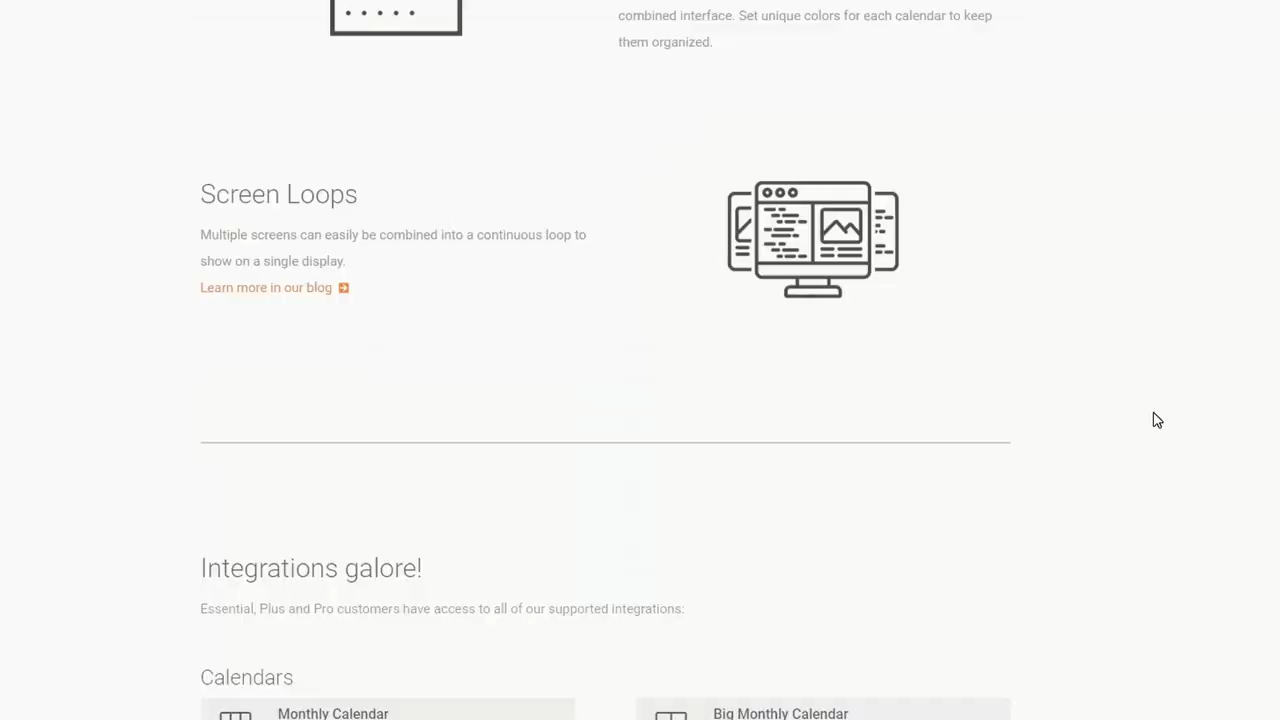 combined interface. Set unique colors for each calendar to keep
them organized.
Screen Loops
Multiple screens can easily be combined into a continuous loop to
show on a single display.
Learn more in our blog
Integrations galore!
Essential, Plus and Pro customers have access to all of our supported integrations:
Calendars
Monthly Calendar
Big Monthly Calendar